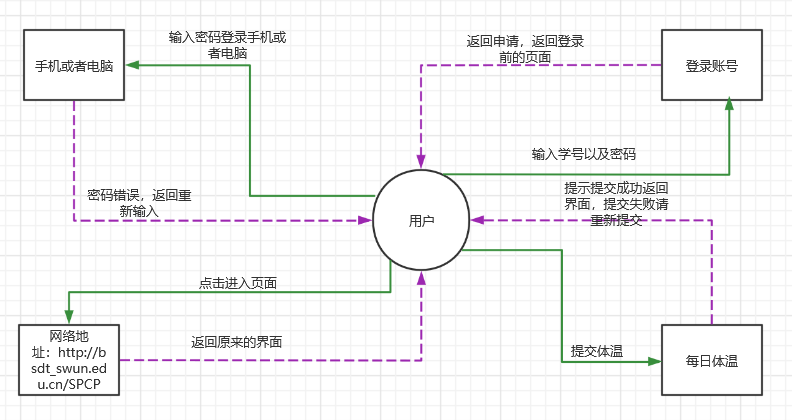 输入密码登录手机或
者电脑
返回申请，返回登录
前的页面
手机或者电脑
登录账号
输入学号以及密码
密码错误，返回重
新输入
用户
提示提交成功返回
界面，提交失败请
重新提交
点击进入页面
网络地
址：http://b
sdt_swun.ed
u.cn/SPCP
返回原来的界面
提交体温
每日体温